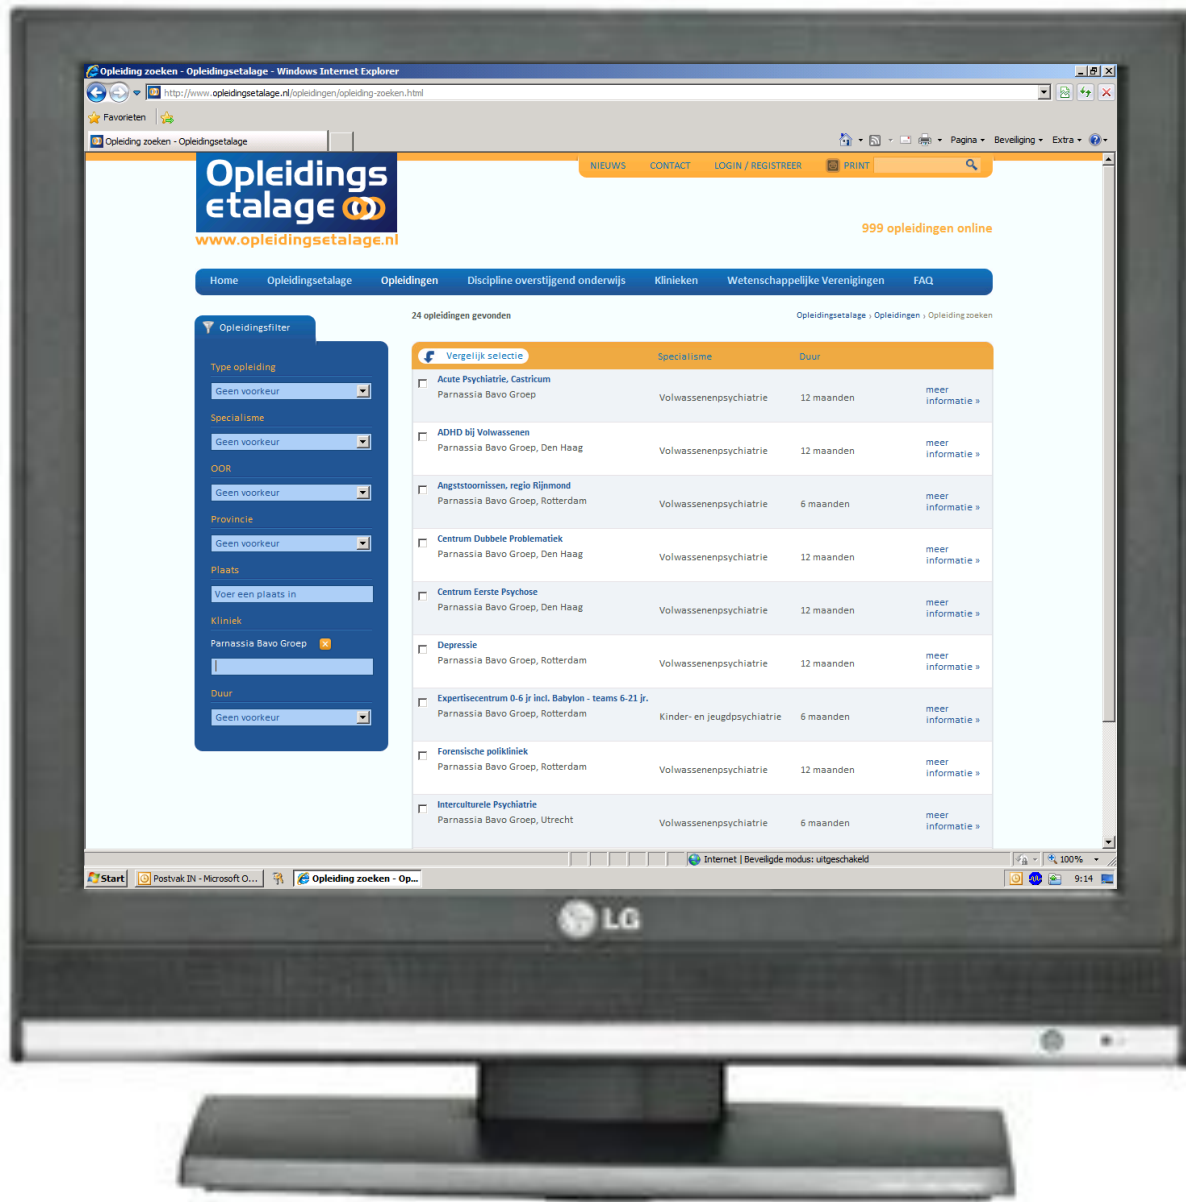 Opleiding zoeken - Opleidingsetalage - Windows Internet Explorer
http://www.opleidingsetalage.nl/opleidingen/opleiding-zoeken.html
Favorieten
Opleiding zoeken - Opleidingsetalage
Pagina Beveiliging Extra
Opleidings
etalage
www.opleidingsetalage.nl
NIEUWS CONTACT LOGIN / REGISTREER PRINT
999 opleidingen online
Home Opleidingsetalage Opleidingen Discipline overstijgend onderwijs Klinieken Wetenschappelijke Verenigingen FAQ
24 opleidingen gevonden
Opleidingsetalage › Opleidingen › Opleiding zoeken
Opleidingsfilter
Type opleiding
Geen voorkeur
Specialisme
Geen voorkeur
OOR
Geen voorkeur
Provincie
Geen voorkeur
Plaats
Voer een plaats in
Kliniek
Parnassia Bavo Groep
Duur
Geen voorkeur
Vergelijk selectie Specialisme Duur
Acute Psychiatrie, Castricum
Parnassia Bavo Groep Volwassenenpsychiatrie 12 maanden meer informatie »
ADHD bij Volwassenen
Parnassia Bavo Groep, Den Haag Volwassenenpsychiatrie 12 maanden meer informatie »
Angststoornissen, regio Rijnmond
Parnassia Bavo Groep, Rotterdam Volwassenenpsychiatrie 6 maanden meer informatie »
Centrum Dubbele Problematiek
Parnassia Bavo Groep, Den Haag Volwassenenpsychiatrie 12 maanden meer informatie »
Centrum Eerste Psychose
Parnassia Bavo Groep, Den Haag Volwassenenpsychiatrie 12 maanden meer informatie »
Depressie
Parnassia Bavo Groep, Rotterdam Volwassenenpsychiatrie 12 maanden meer informatie »
Expertisecentrum 0-6 jr incl. Babylon - teams 6-21 jr.
Parnassia Bavo Groep, Rotterdam Kinder- en jeugdpsychiatrie 6 maanden meer informatie »
Forensische polikliniek
Parnassia Bavo Groep, Rotterdam Volwassenenpsychiatrie 12 maanden meer informatie »
Interculturele Psychiatrie
Parnassia Bavo Groep, Utrecht Volwassenenpsychiatrie 6 maanden meer informatie »
Internet | Beveiligde modus: uitgeschakeld 100%
Start Postvak IN - Microsoft O... Opleiding zoeken - Op... 9:14
LG